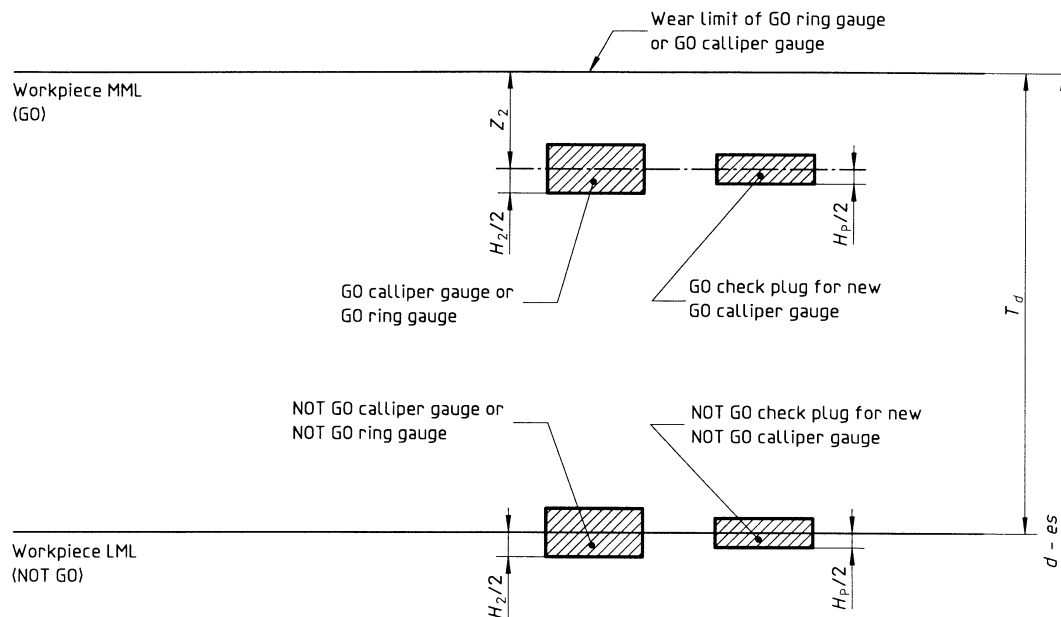 Wear limit of GO ring gauge
or GO calliper gauge
Workpiece MML
(GO)
Z2
H2/2
Hp/2
GO calliper gauge or
GO ring gauge
GO check plug for new
GO calliper gauge
Td
NOT GO calliper gauge or
NOT GO ring gauge
NOT GO check plug for new
NOT GO calliper gauge
Workpiece LML
(NOT GO)
H2/2
Hp/2
d - es